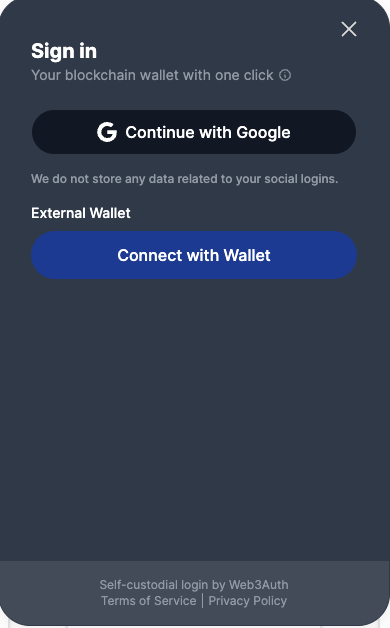 Sign in
Your blockchain wallet with one click
Continue with Google
We do not store any data related to your social logins.
External Wallet
Connect with Wallet
Self-custodial login by Web3Auth
Terms of Service | Privacy Policy